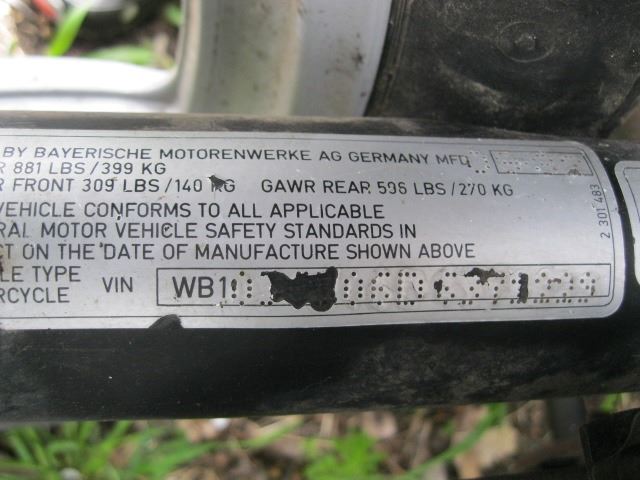 BY BAYERISCHE MOTORENWERKE AG GERMANY MFD
881 LBS/399 KG
FRONT 309 LBS/140 KG GAWR REAR 596 LBS/270 KG
VEHICLE CONFORMS TO ALL APPLICABLE
RAL MOTOR VEHICLE SAFETY STANDARDS IN
CT ON THE DATE OF MANUFACTURE SHOWN ABOVE
LE TYPE VIN WB10
RCYCLE
2 301 483